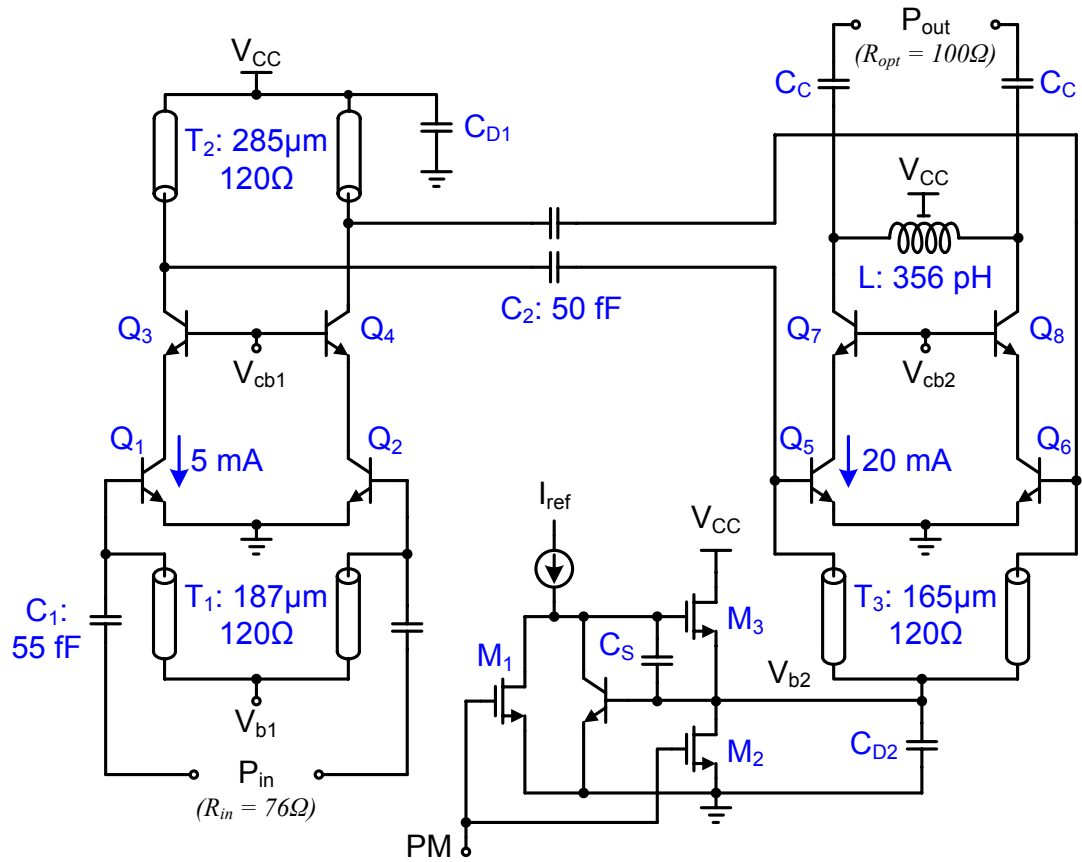 P_out
(R_opt = 100Ω)
V_CC
C_C
C_C
T_2: 285µm
120Ω
C_D1
V_CC
L: 356 pH
C_2: 50 fF
Q_3
Q_4
Q_7
Q_8
V_cb1
V_cb2
Q_1
5 mA
Q_2
Q_5
20 mA
Q_6
I_ref
V_CC
C_1:
55 fF
T_1: 187µm
120Ω
T_3: 165µm
120Ω
M_3
C_S
M_1
V_b2
V_b1
M_2
C_D2
P_in
(R_in = 76Ω)
PM